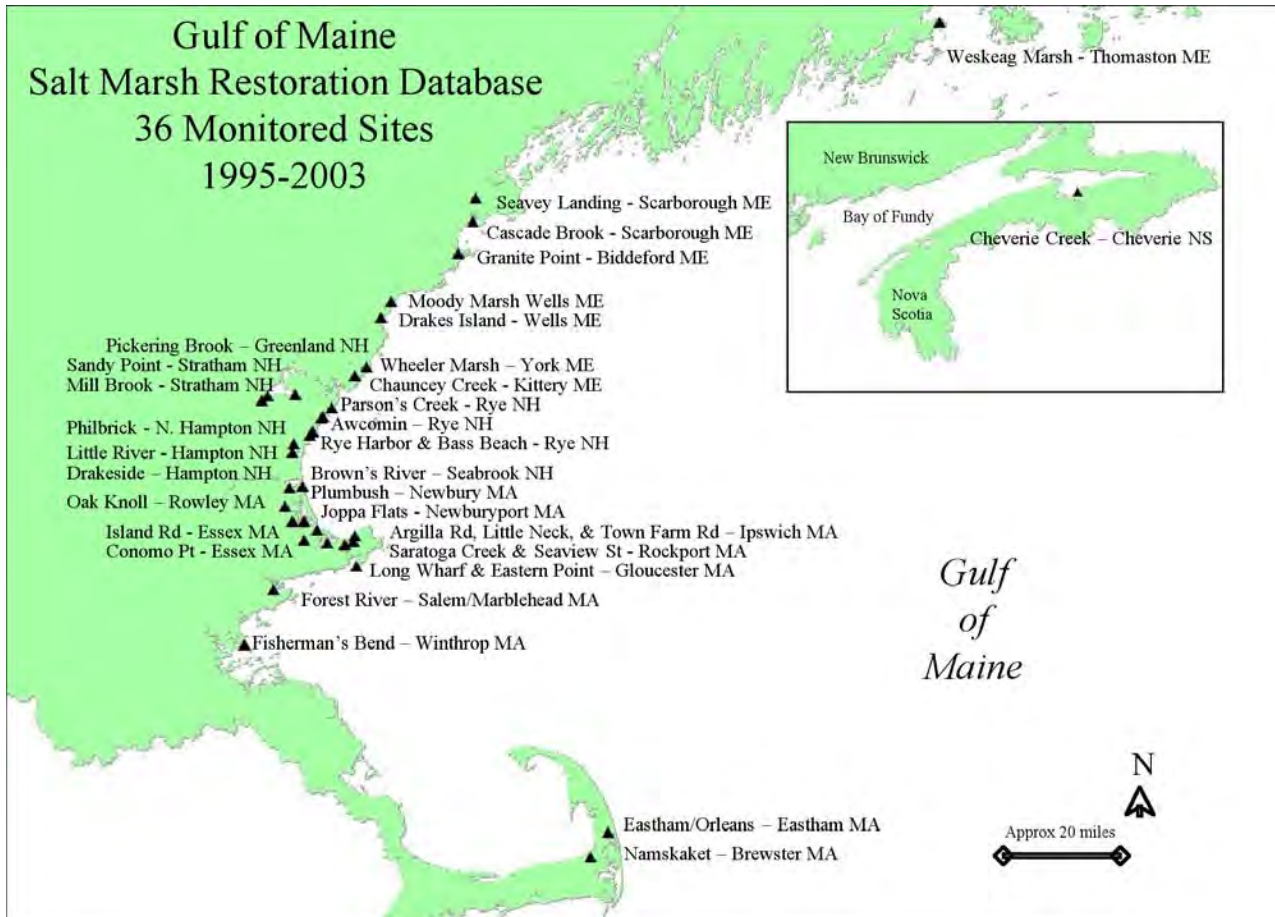 Gulf of Maine
Salt Marsh Restoration Database
36 Monitored Sites
1995-2003
Weskeag Marsh - Thomaston ME
New Brunswick
Bay of Fundy
Cheverie Creek – Cheverie NS
Nova
Scotia
Seavey Landing - Scarborough ME
Cascade Brook - Scarborough ME
Granite Point - Biddeford ME
Moody Marsh Wells ME
Drakes Island - Wells ME
Pickering Brook – Greenland NH
Sandy Point - Stratham NH
Mill Brook - Stratham NH
Wheeler Marsh – York ME
Chauncey Creek - Kittery ME
Parson's Creek - Rye NH
Awcomin – Rye NH
Rye Harbor & Bass Beach - Rye NH
Philbrick - N. Hampton NH
Little River - Hampton NH
Drakeside – Hampton NH
Brown's River – Seabrook NH
Plumbush – Newbury MA
Oak Knoll – Rowley MA
Joppa Flats - Newburyport MA
Island Rd - Essex MA
Argilla Rd, Little Neck, & Town Farm Rd – Ipswich MA
Conomo Pt - Essex MA
Saratoga Creek & Seaview St - Rockport MA
Long Wharf & Eastern Point – Gloucester MA
Forest River – Salem/Marblehead MA
Fisherman's Bend – Winthrop MA
Gulf
of
Maine
Eastham/Orleans – Eastham MA
Namskaket – Brewster MA
N
Approx 20 miles